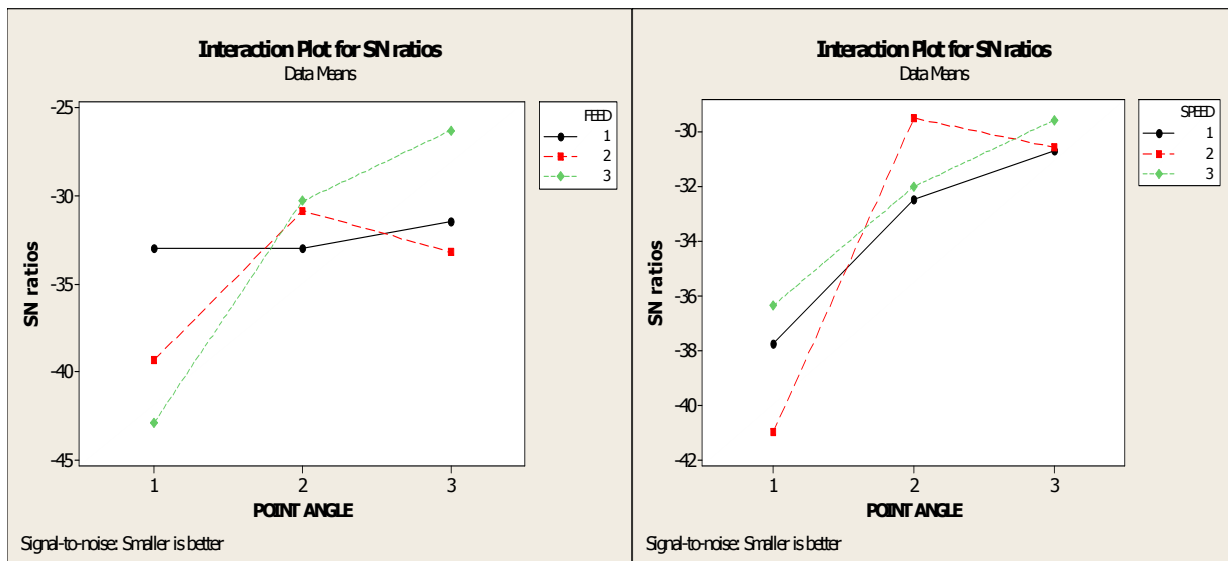 Interaction Plot for SN ratios
Data Means
-25
-30
-35
-40
-45
SN ratios
1
2
3
POINT ANGLE
FEED
1
2
3
Signal-to-noise: Smaller is better
Interaction Plot for SN ratios
Data Means
-30
-32
-34
-36
-38
-40
-42
SN ratios
1
2
3
POINT ANGLE
SPEED
1
2
3
Signal-to-noise: Smaller is better